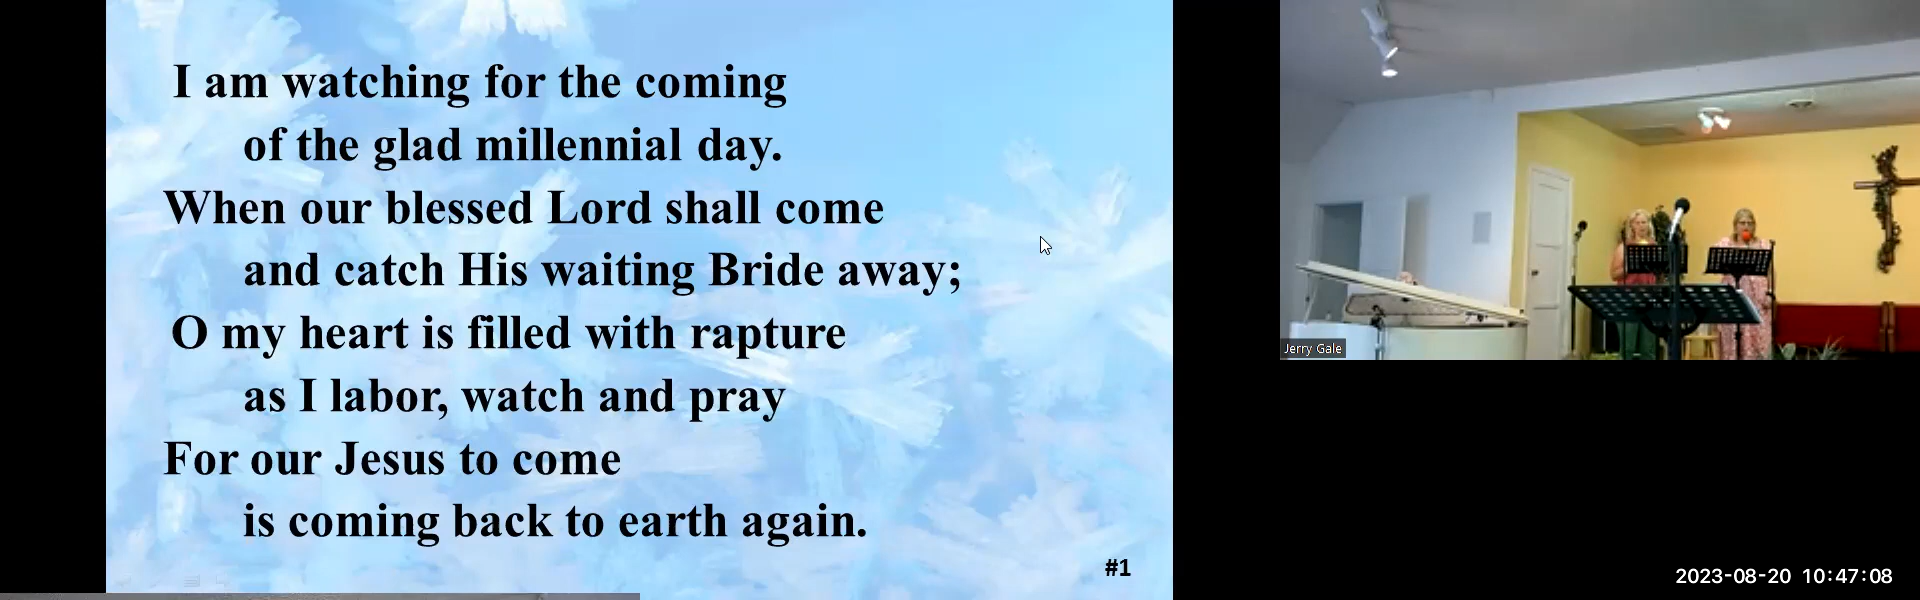 I am watching for the coming
of the glad millennial day.
When our blessed Lord shall come
and catch His waiting Bride away;
O my heart is filled with rapture
as I labor, watch and pray
For our Jesus to come
is coming back to earth again.
#1
Jerry Gale
2023-08-20 10:47:08